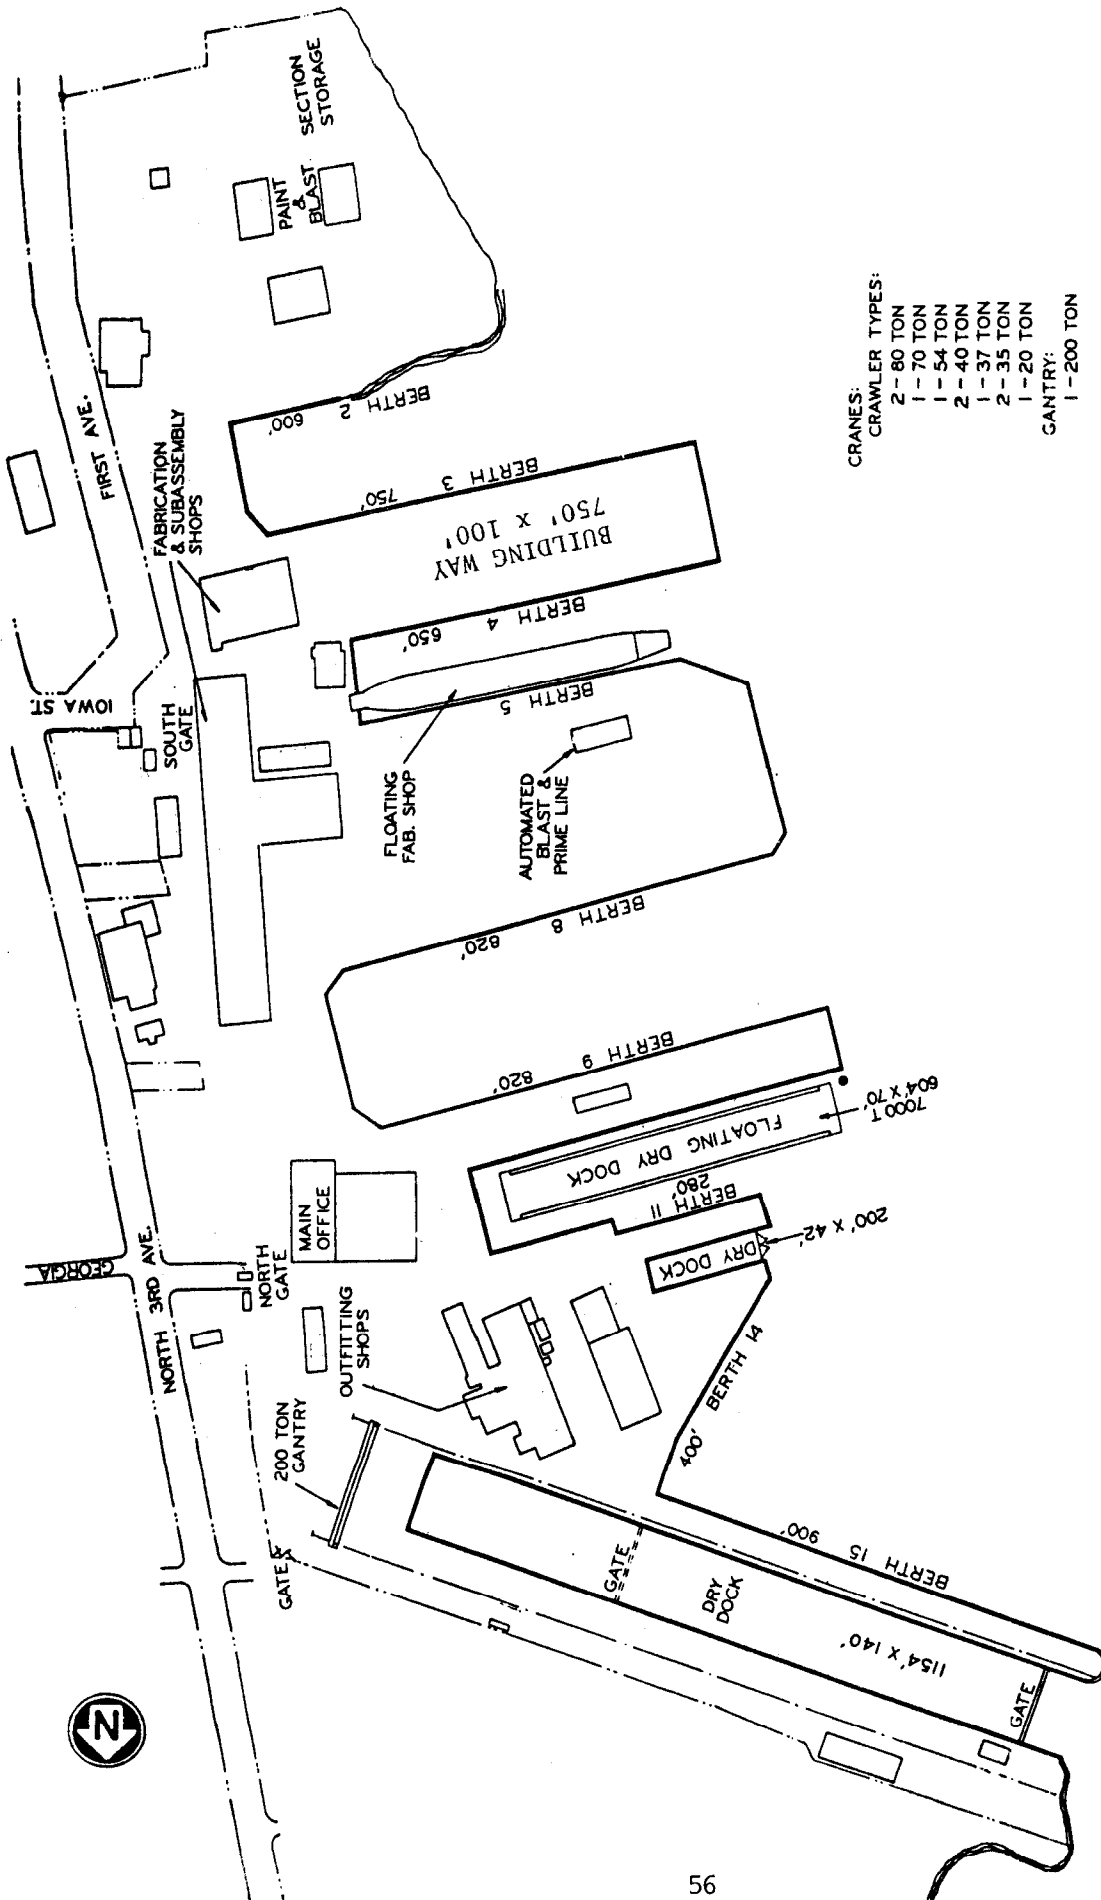 SECTION
STORAGE
PAINT
&
BLAST
FIRST AVE.
FABRICATION
& SUBASSEMBLY
SHOPS
600'
BERTH 2
750'
BERTH 3
BUILDING WAY
750' x 100'
650'
BERTH 4
BERTH 5
IOWA ST.
SOUTH
GATE
FLOATING
FAB. SHOP
AUTOMATED
BLAST &
PRIME LINE
820'
BERTH 8
820'
BERTH 9
FLOATING DRY DOCK
7000 T
604' X 70'
BERTH 11
280'
DRY DOCK
200' X 42'
MAIN
OFFICE
GEORGIA
NORTH 3RD AVE.
NORTH
GATE
OUTFITTING
SHOPS
200 TON
GANTRY
400' BERTH 14
GATE
GATE
DRY
DOCK
1154' X 140'
900'
BERTH 15
GATE
N
CRANES:
CRAWLER TYPES:
2-80 TON
1-70 TON
1-54 TON
2-40 TON
1-37 TON
2-35 TON
1-20 TON
GANTRY:
1-200 TON
56